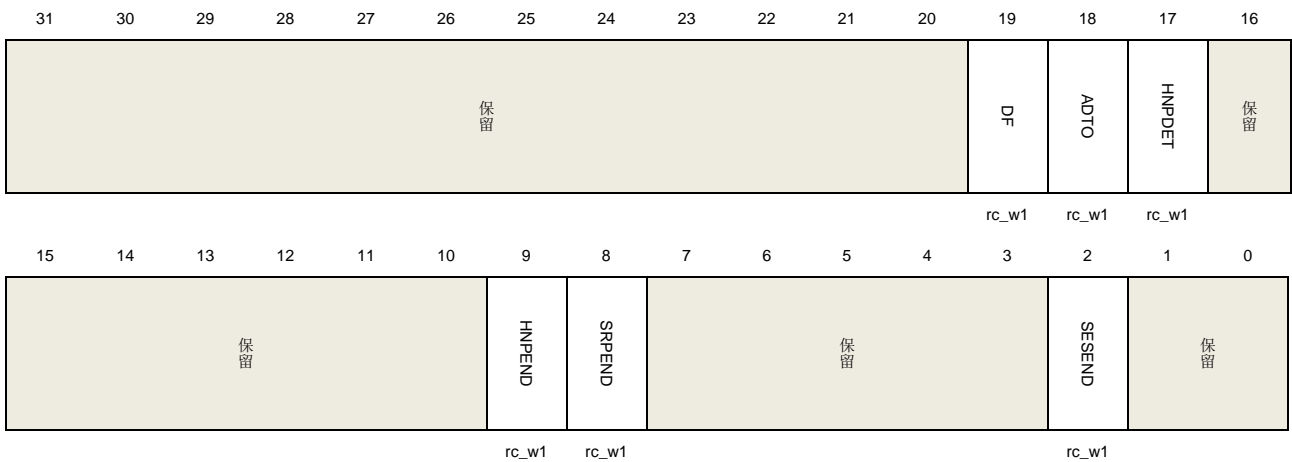 31 30 29 28 27 26 25 24 23 22 21 20 19 18 17 16
保留 DF ADTO HNPDET 保留
rc_w1 rc_w1 rc_w1
15 14 13 12 11 10 9 8 7 6 5 4 3 2 1 0
保留 HNPEND SRPEND 保留 SESEND 保留
rc_w1 rc_w1 rc_w1